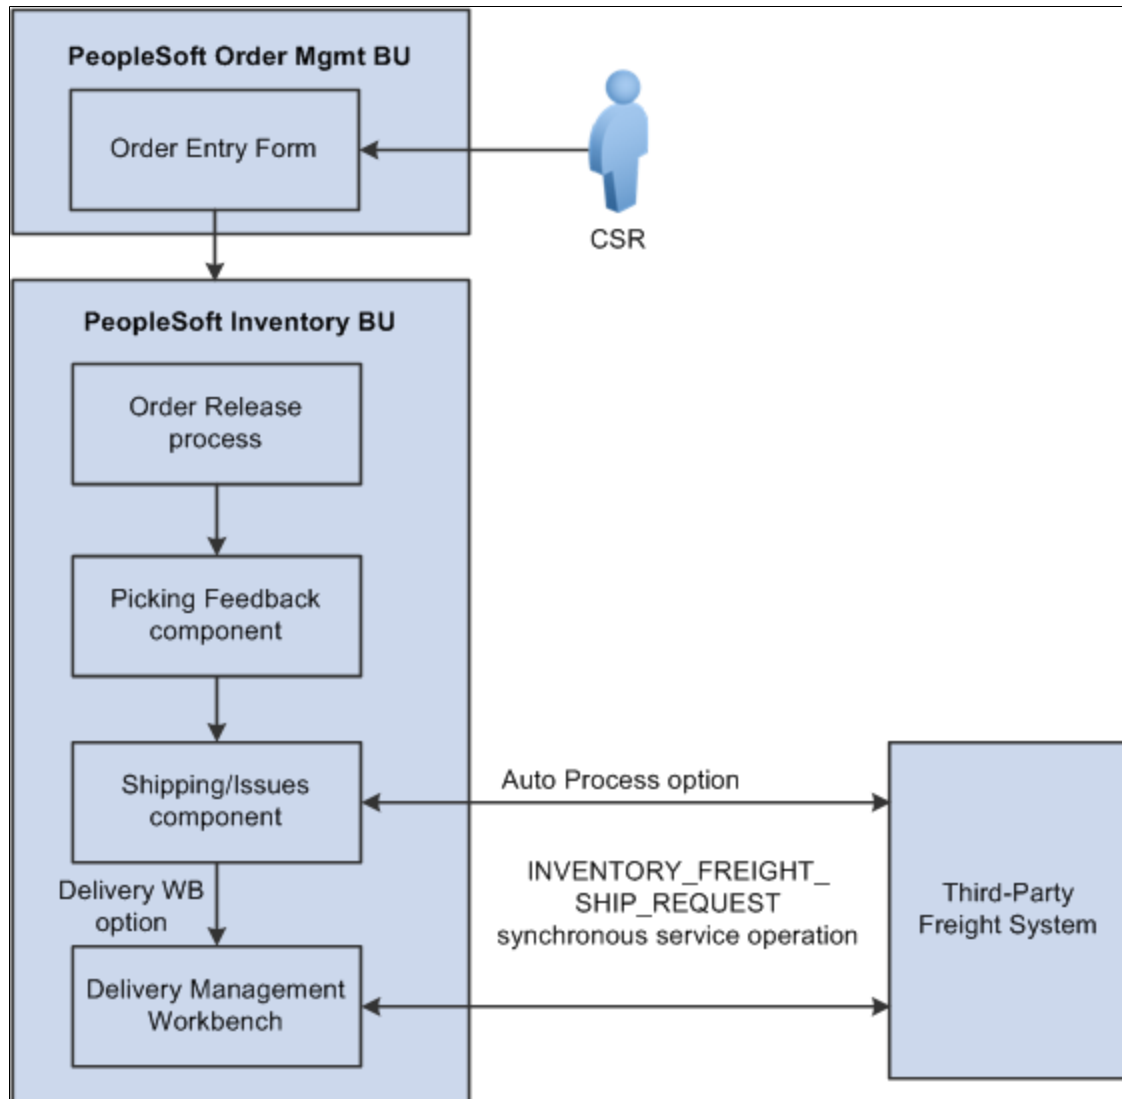 PeopleSoft Order Mgmt BU
Order Entry Form
CSR
PeopleSoft Inventory BU
Order Release
process
Picking Feedback
component
Shipping/Issues
component
Auto Process option
Delivery WB
option
INVENTORY_FREIGHT_
SHIP_REQUEST
synchronous service operation
Third-Party
Freight System
Delivery Management
Workbench